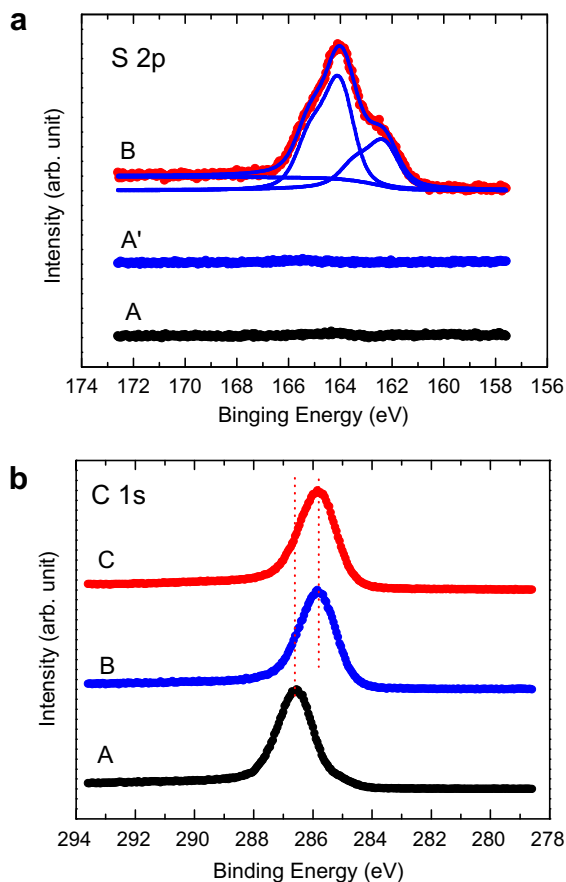 a
S 2p
B
A'
A
Intensity (arb. unit)
174 172 170 168 166 164 162 160 158 156
Binging Energy (eV)
b
C 1s
C
B
A
Intensity (arb. unit)
294 292 290 288 286 284 282 280 278
Binding Energy (eV)